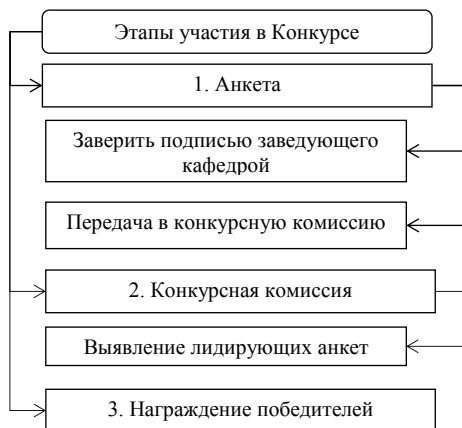 Этапы участия в Конкурсе
1. Анкета
Заверить подписью заведующего
кафедрой
Передача в конкурсную комиссию
2. Конкурсная комиссия
Выявление лидирующих анкет
3. Награждение победителей